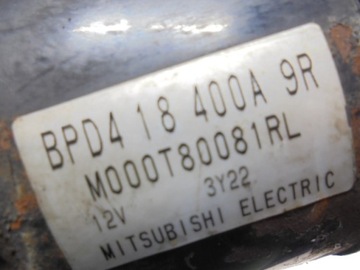 BPD4 18 400A 9R
M000T80081RL
12V 3Y22
MITSUBISHI ELECTRIC